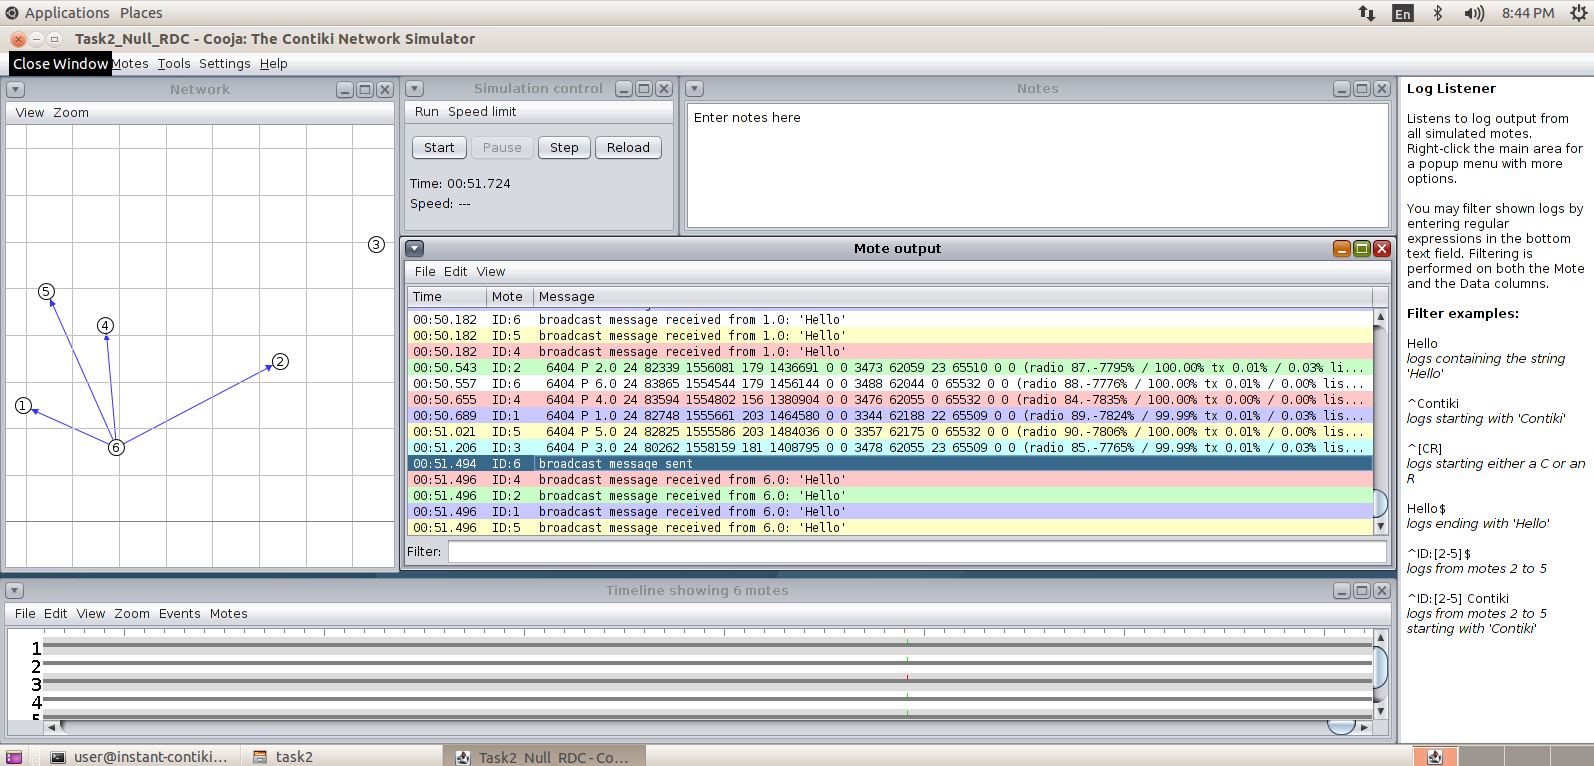 Applications Places
En 8:44 PM
Task2_Null_RDC - Cooja: The Contiki Network Simulator
Close Window Motes Tools Settings Help
Network
View Zoom
3
5
4
2
1
6
Simulation control
Run Speed limit
Start Pause Step Reload
Time: 00:51.724
Speed: ---
Notes
Enter notes here
Mote output
File Edit View
Time Mote Message
00:50.182 ID:6 broadcast message received from 1.0: 'Hello'
00:50.182 ID:5 broadcast message received from 1.0: 'Hello'
00:50.182 ID:4 broadcast message received from 1.0: 'Hello'
00:50.543 ID:2 6404 P 2.0 24 82339 1556081 179 1436691 0 0 3473 62059 23 65510 0 0 (radio 87.-7795% / 100.00% tx 0.01% / 0.03% li...
00:50.557 ID:6 6404 P 6.0 24 83865 1554544 179 1456144 0 0 3488 62044 0 65532 0 0 (radio 88.-7776% / 100.00% tx 0.01% / 0.00% lis...
00:50.655 ID:4 6404 P 4.0 24 83594 1554802 156 1380904 0 0 3476 62055 0 65532 0 0 (radio 84.-7835% / 100.00% tx 0.00% / 0.00% lis...
00:50.689 ID:1 6404 P 1.0 24 82748 1555661 203 1464580 0 0 3344 62188 22 65509 0 0 (radio 89.-7824% / 99.99% tx 0.01% / 0.03% lis...
00:51.021 ID:5 6404 P 5.0 24 82825 1555586 203 1484036 0 0 3357 62175 0 65532 0 0 (radio 90.-7806% / 100.00% tx 0.01% / 0.00% lis...
00:51.206 ID:3 6404 P 3.0 24 80262 1558159 181 1408795 0 0 3478 62055 23 65509 0 0 (radio 85.-7765% / 99.99% tx 0.01% / 0.03% lis...
00:51.494 ID:6 broadcast message sent
00:51.496 ID:4 broadcast message received from 6.0: 'Hello'
00:51.496 ID:2 broadcast message received from 6.0: 'Hello'
00:51.496 ID:1 broadcast message received from 6.0: 'Hello'
00:51.496 ID:5 broadcast message received from 6.0: 'Hello'
Filter:
Timeline showing 6 motes
File Edit View Zoom Events Motes
1
2
3
4
5
Log Listener
Listens to log output from
all simulated motes.
Right-click the main area for
a popup menu with more
options.
You may filter shown logs by
entering regular
expressions in the bottom
text field. Filtering is
performed on both the Mote
and the Data columns.
Filter examples:
Hello
logs containing the string
'Hello'
^Contiki
logs starting with 'Contiki'
^[CR]
logs starting either a C or an
R
Hello$
logs ending with 'Hello'
^ID:[2-5]$
logs from motes 2 to 5
^ID:[2-5] Contiki
logs from motes 2 to 5
starting with 'Contiki'
user@instant-contiki... task2 Task2_Null_RDC - Co...